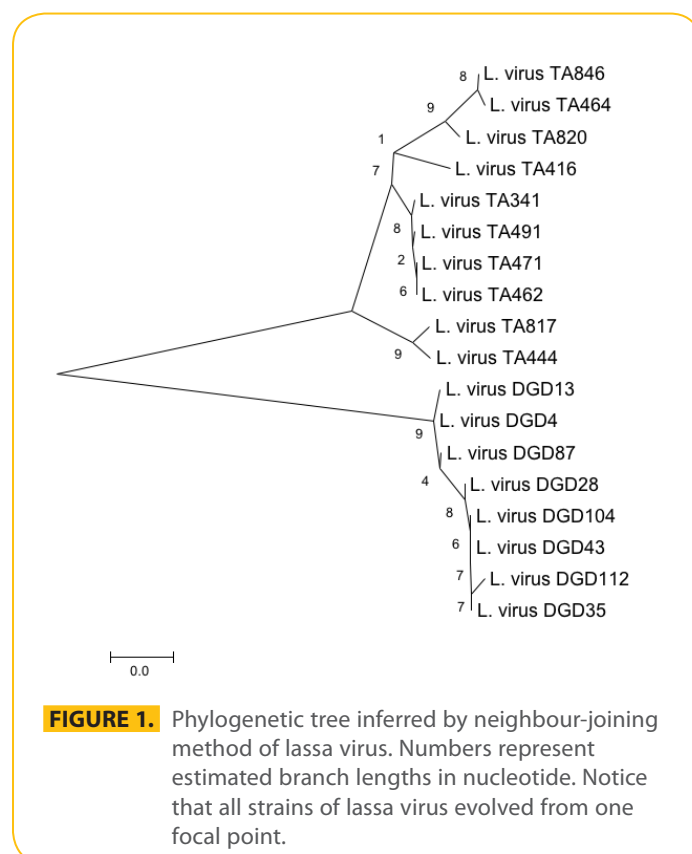 8 L. virus TA846
L. virus TA464
9
L. virus TA820
1
7 L. virus TA416
L. virus TA341
8 L. virus TA491
2 L. virus TA471
6 L. virus TA462
L. virus TA817
9 L. virus TA444
L. virus DGD13
L. virus DGD4
9
L. virus DGD87
4 L. virus DGD28
8 L. virus DGD104
6 L. virus DGD43
7 L. virus DGD112
7 L. virus DGD35
0.0
FIGURE 1. Phylogenetic tree inferred by neighbour-joining
method of lassa virus. Numbers represent
estimated branch lengths in nucleotide. Notice
that all strains of lassa virus evolved from one
focal point.